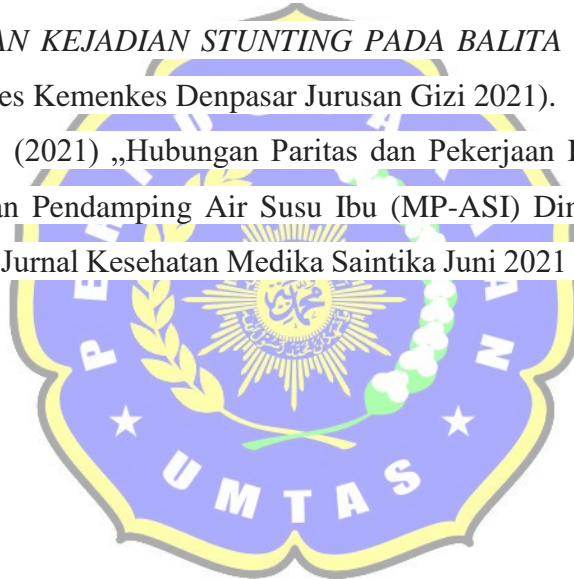 AN KEJADIAN STUNTING PADA BALITA
es Kemenkes Denpasar Jurusan Gizi 2021).
(2021) „Hubungan Paritas dan Pekerjaan
an Pendamping Air Susu Ibu (MP-ASI) Di
Jurnal Kesehatan Medika Saintika Juni 2021
UMTAS